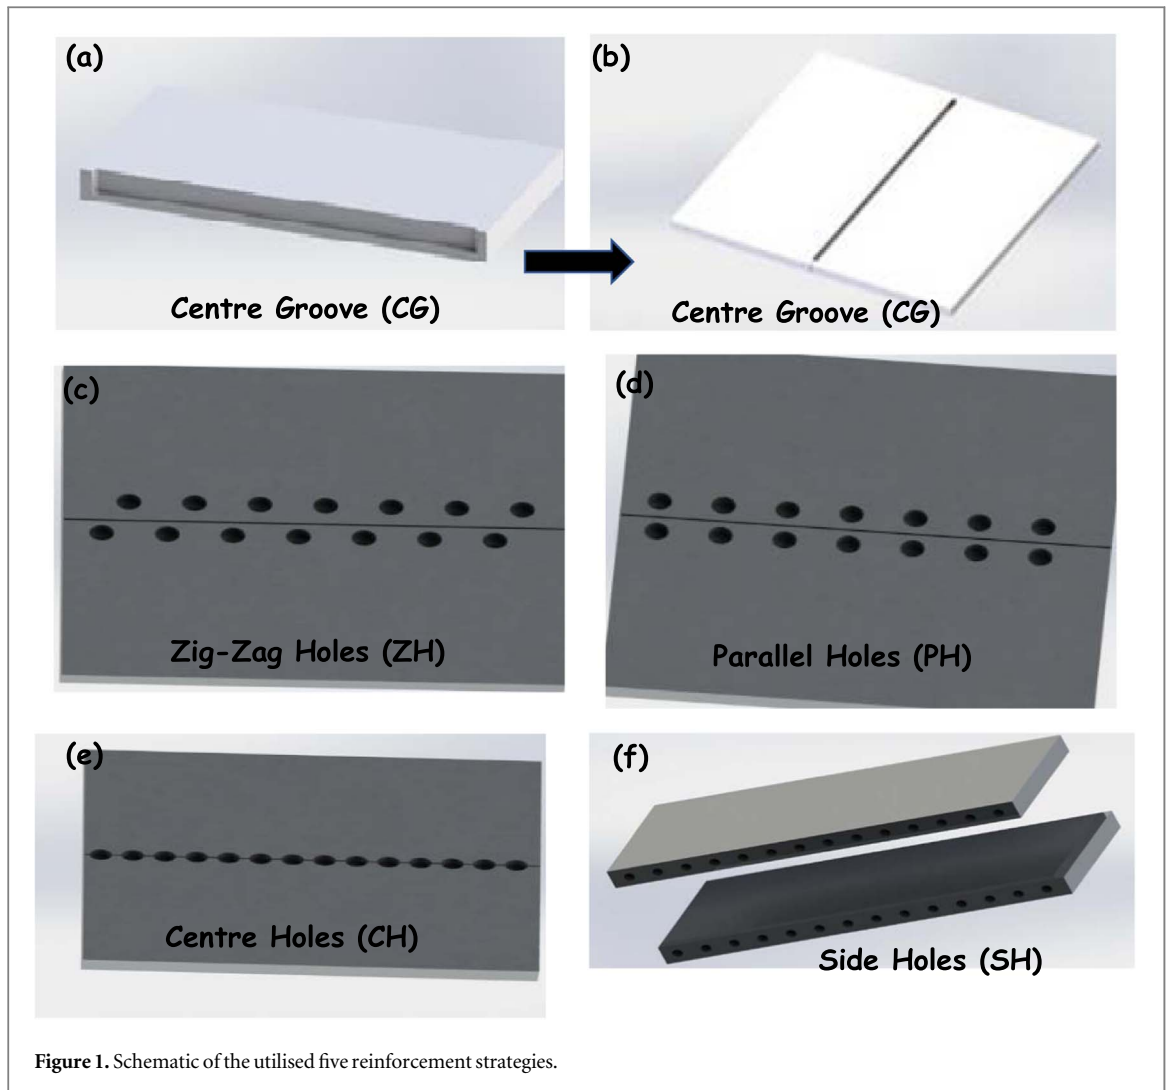 (a)
Centre Groove (CG)
(b)
Centre Groove (CG)
(c)
Zig-Zag Holes (ZH)
(d)
Parallel Holes (PH)
(e)
Centre Holes (CH)
(f)
Side Holes (SH)
Figure 1. Schematic of the utilised five reinforcement strategies.